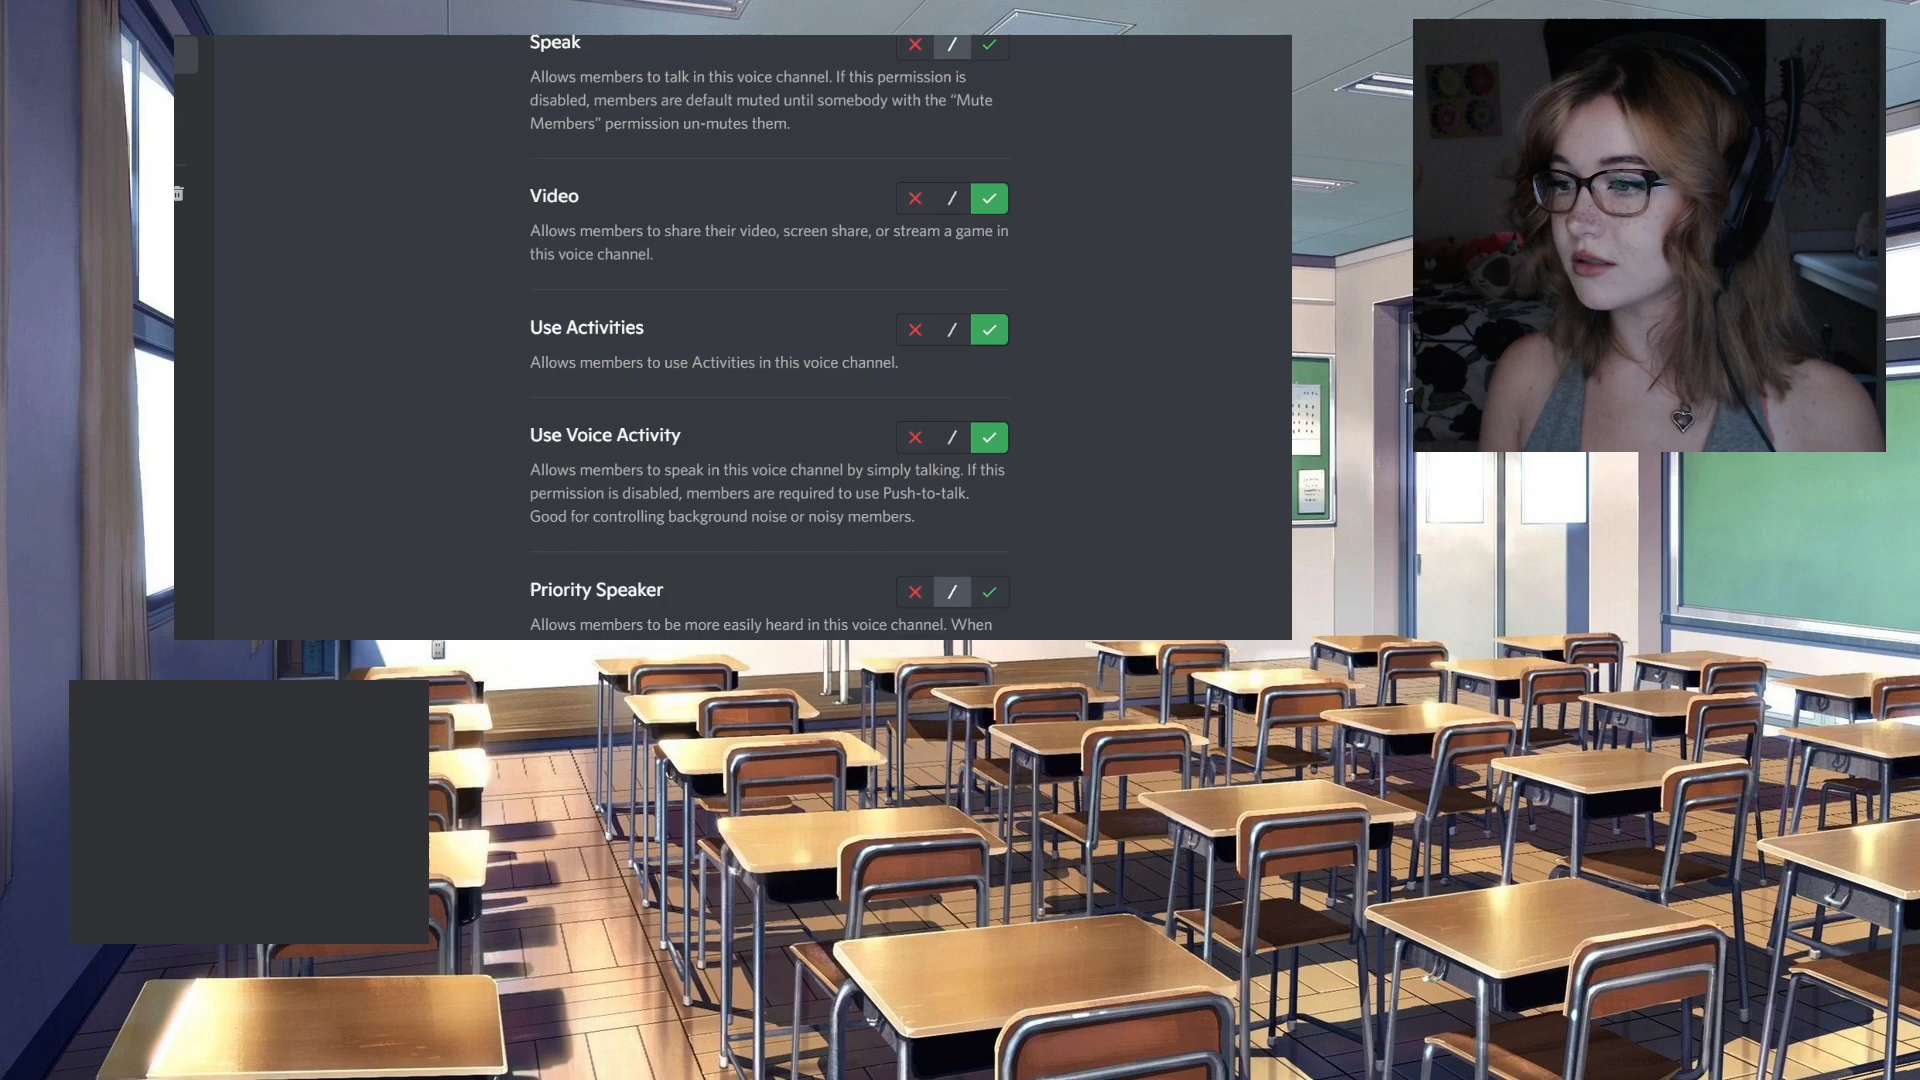 Speak
Allows members to talk in this voice channel. If this permission is
disabled, members are default muted until somebody with the “Mute
Members” permission un-mutes them.
Video
Allows members to share their video, screen share, or stream a game in
this voice channel.
Use Activities
Allows members to use Activities in this voice channel.
Use Voice Activity
Allows members to speak in this voice channel by simply talking. If this
permission is disabled, members are required to use Push-to-talk.
Good for controlling background noise or noisy members.
Priority Speaker
Allows members to be more easily heard in this voice channel. When